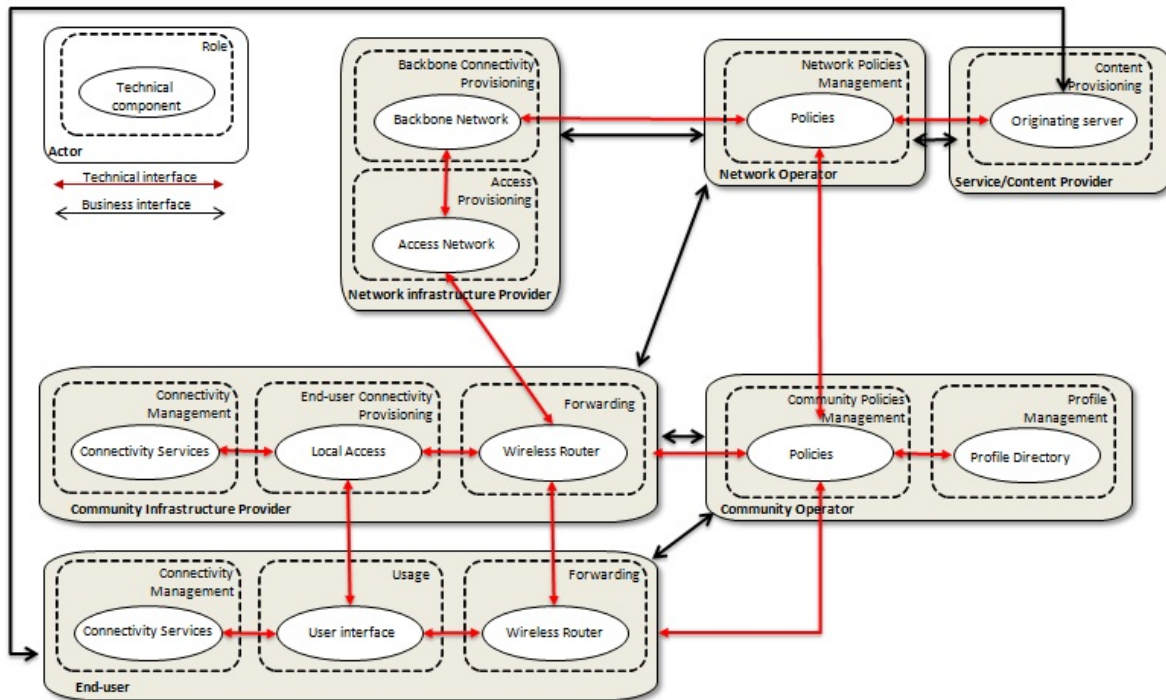 Role
Technical
component
Actor
Technical interface
Business interface
Backbone Connectivity
Provisioning
Backbone Network
Access
Provisioning
Access Network
Network infrastructure Provider
Network Policies
Management
Policies
Network Operator
Content
Provisioning
Originating server
Service/Content Provider
Connectivity
Management
Connectivity Services
End-user Connectivity
Provisioning
Local Access
Forwarding
Wireless Router
Community Infrastructure Provider
Community Policies
Management
Policies
Profile
Management
Profile Directory
Community Operator
Connectivity
Management
Connectivity Services
Usage
User interface
Forwarding
Wireless Router
End-user